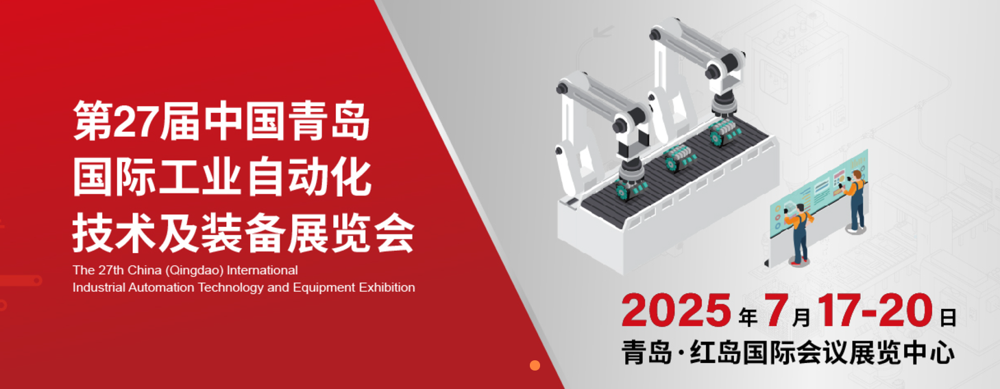 第27届中国青岛
国际工业自动化
技术及装备展览会
The 27th China (Qingdao) International
Industrial Automation Technology and Equipment Exhibition
2025年7月17-20日
青岛·红岛国际会议展览中心